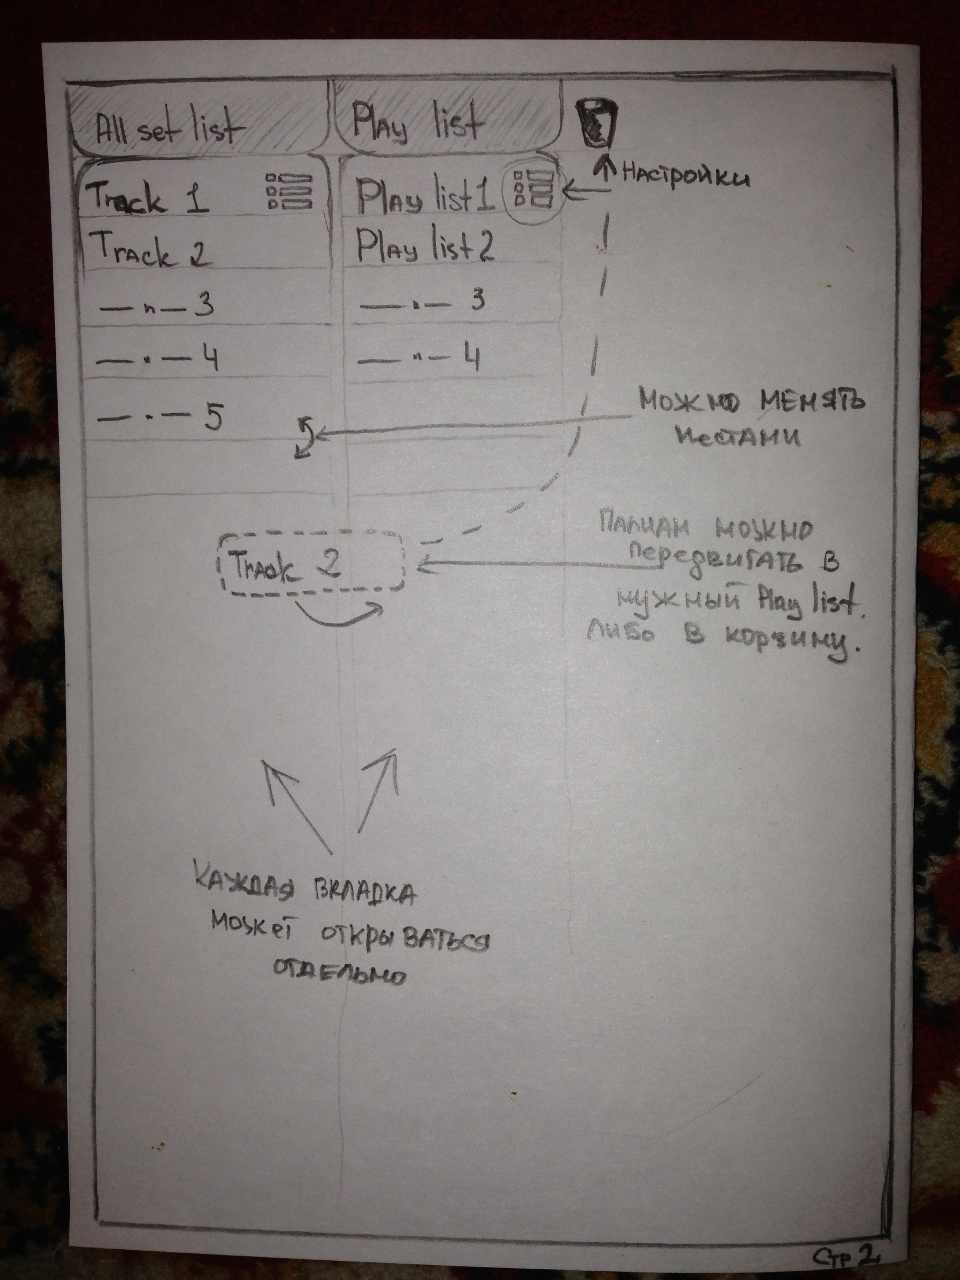 All set list
Play list
Track 1
Play list 1
Настройки
Track 2
Play list 2
— " — 3
— " — 3
— " — 4
— " — 4
— " — 5
Можно менять
местами
Track 2
Пальцам можно
передвигать в
нужный Play list.
либо в корзину.
Каждая вкладка
может открываться
отдельно
Стр 2